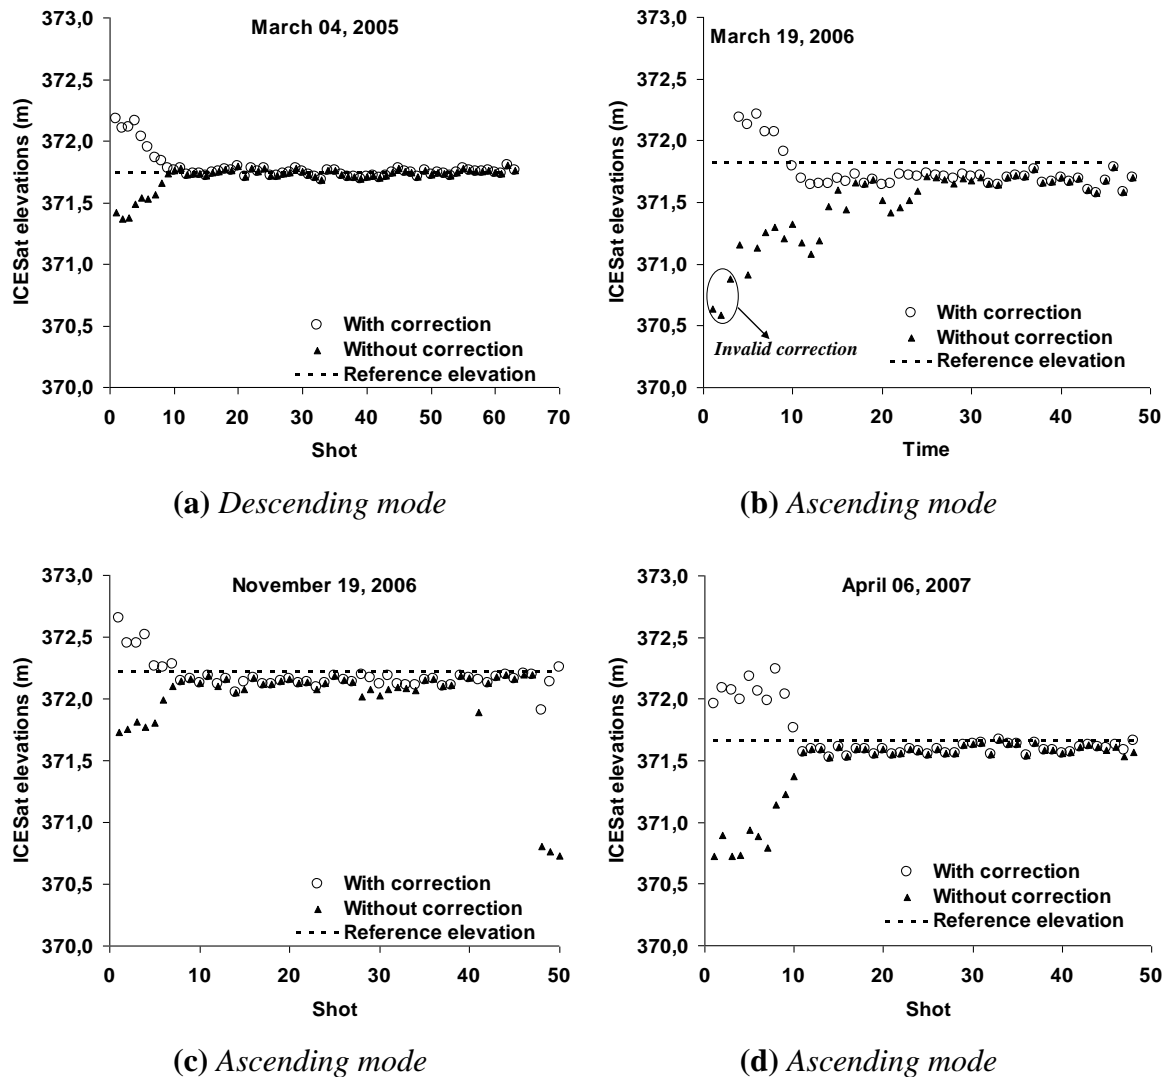 March 04, 2005
ICESat elevations (m)
373,0
372,5
372,0
371,5
371,0
370,5
370,0
With correction
Without correction
Reference elevation
0 10 20 30 40 50 60 70
Shot
(a) Descending mode
March 19, 2006
ICESat elevations (m)
373,0
372,5
372,0
371,5
371,0
370,5
370,0
Invalid correction
With correction
Without correction
Reference elevation
0 10 20 30 40 50
Time
(b) Ascending mode
November 19, 2006
ICESat elevations (m)
373,0
372,5
372,0
371,5
371,0
370,5
370,0
With correction
Without correction
Reference elevation
0 10 20 30 40 50
Shot
(c) Ascending mode
April 06, 2007
ICESat elevations (m)
373,0
372,5
372,0
371,5
371,0
370,5
370,0
With correction
Without correction
Reference elevation
0 10 20 30 40 50
Shot
(d) Ascending mode